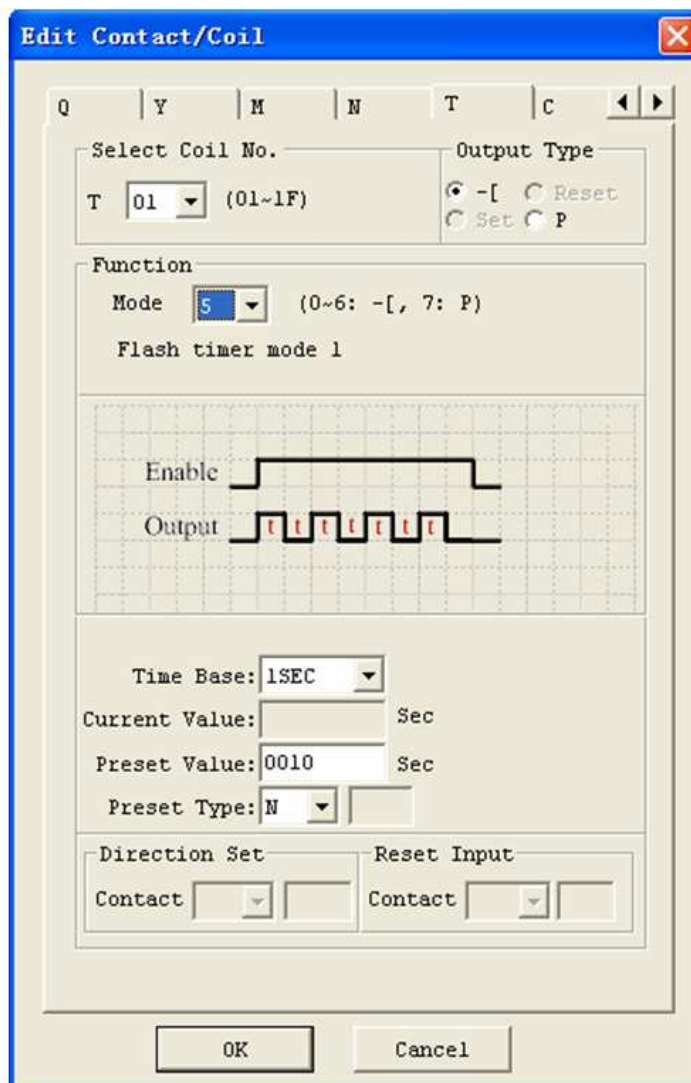 Edit Contact/Coil
Q Y M N T C
Select Coil No.
T 01 (01~1F)
Output Type
-[ Reset
Set P
Function
Mode 5 (0~6: -[, 7: P)
Flash timer mode 1
Enable
Output t t t t t t t
Time Base: 1SEC
Current Value: Sec
Preset Value: 0010 Sec
Preset Type: N
Direction Set
Contact
Reset Input
Contact
OK Cancel